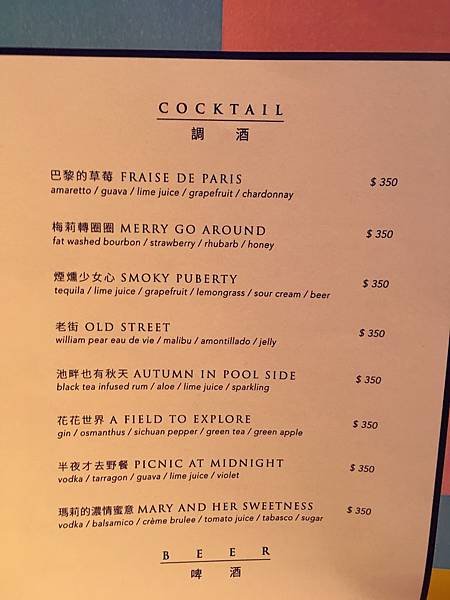 COCKTAIL
調 酒
巴黎的草莓 FRAISE DE PARIS $ 350
amaretto / guava / lime juice / grapefruit / chardonnay
梅莉轉圈圈 MERRY GO AROUND $ 350
fat washed bourbon / strawberry / rhubarb / honey
煙燻少女心 SMOKY PUBERTY $ 350
tequila / lime juice / grapefruit / lemongrass / sour cream / beer
老街 OLD STREET $ 350
william pear eau de vie / malibu / amontillado / jelly
池畔也有秋天 AUTUMN IN POOL SIDE $ 350
black tea infused rum / aloe / lime juice / sparkling
花花世界 A FIELD TO EXPLORE $ 350
gin / osmanthus / sichuan pepper / green tea / green apple
半夜才去野餐 PICNIC AT MIDNIGHT $ 350
vodka / tarragon / guava / lime juice / violet
瑪莉的濃情蜜意 MARY AND HER SWEETNESS $ 350
vodka / balsamico / crème brulee / tomato juice / tabasco / sugar
BEER
啤 酒